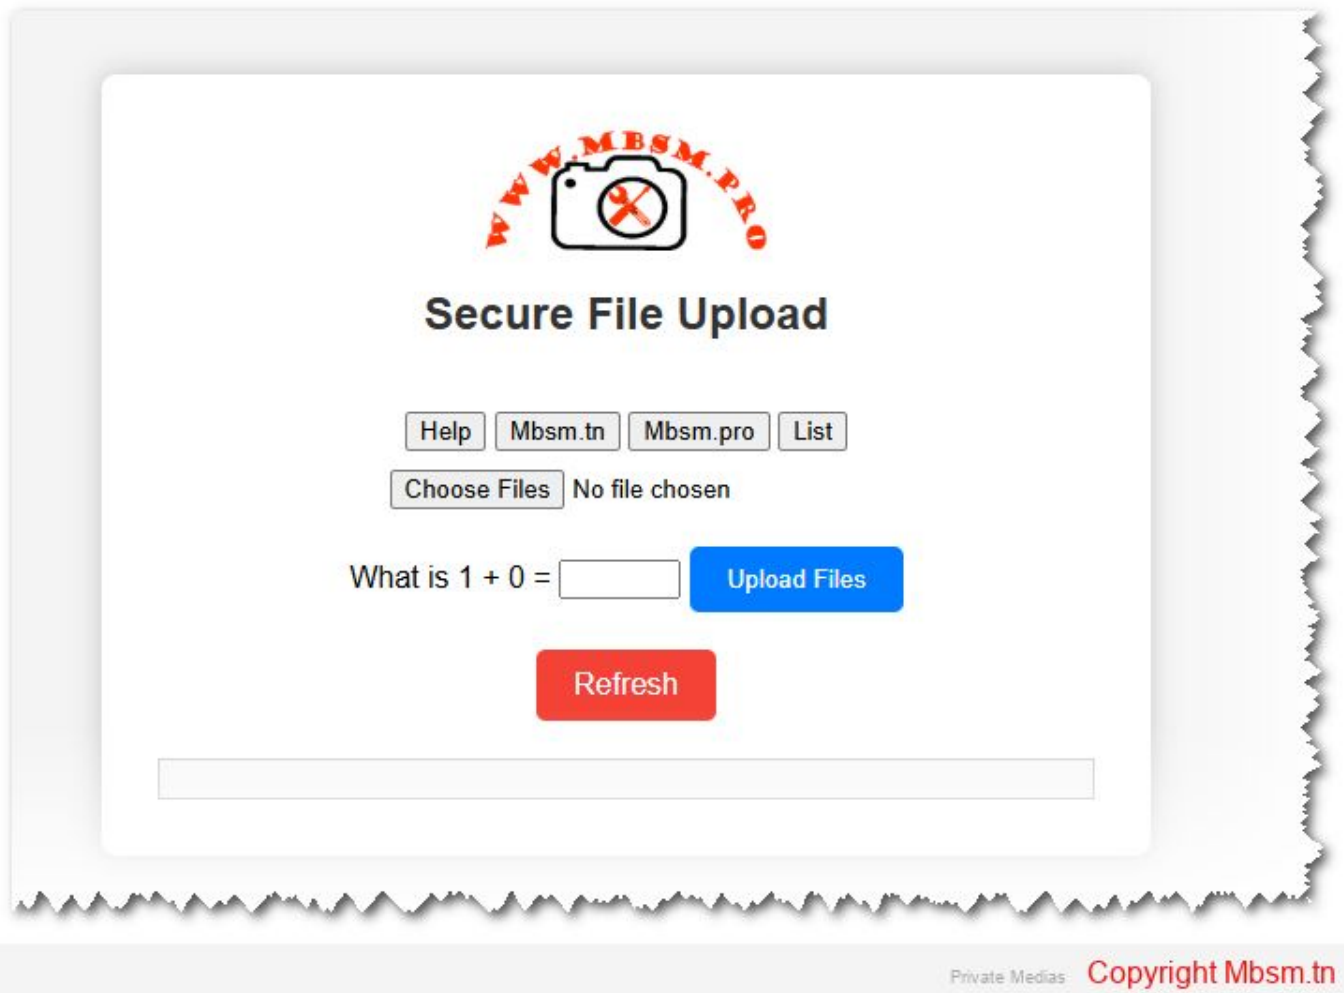 WWW.MBSM.PRO
Secure File Upload
Help Mbsm.tn Mbsm.pro List
Choose Files No file chosen
What is 1 + 0 = Upload Files
Refresh
Private Medias Copyright Mbsm.tn